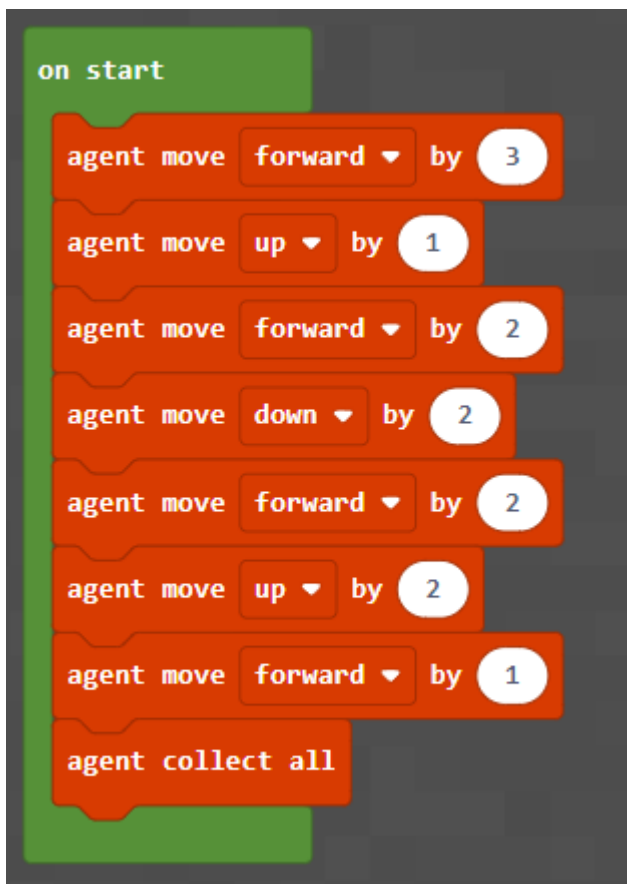 on start
agent move forward by 3
agent move up by 1
agent move forward by 2
agent move down by 2
agent move forward by 2
agent move up by 2
agent move forward by 1
agent collect all